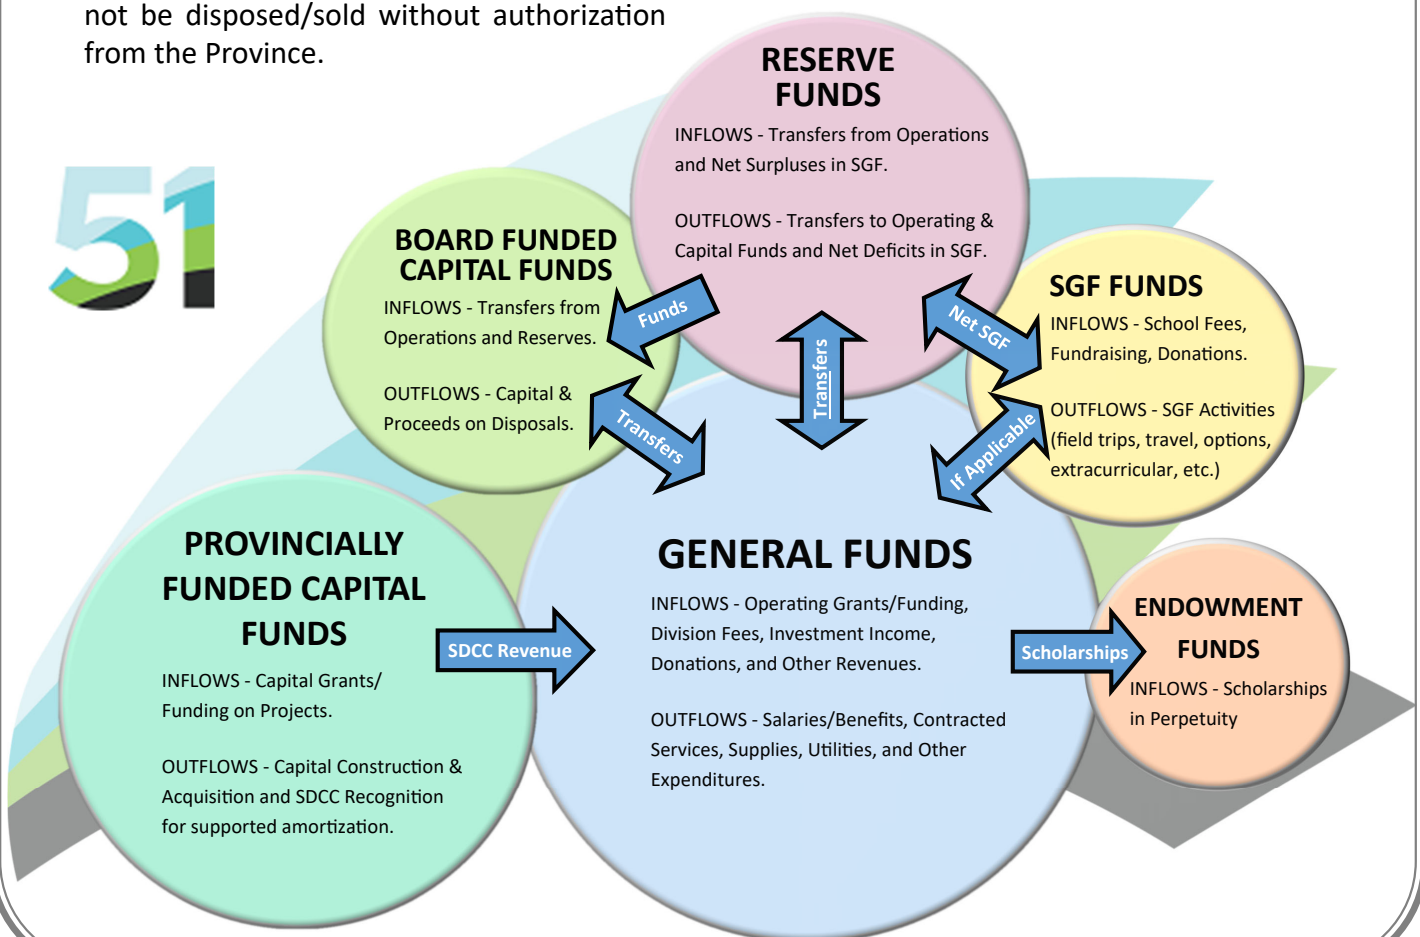 not be disposed/sold without authorization
from the Province.
51
RESERVE
FUNDS
INFLOWS - Transfers from Operations
and Net Surpluses in SGF.
OUTFLOWS - Transfers to Operating &
Capital Funds and Net Deficits in SGF.
BOARD FUNDED
CAPITAL FUNDS
INFLOWS - Transfers from
Operations and Reserves.
OUTFLOWS - Capital &
Proceeds on Disposals.
Funds
Transfers
Transfers
Net SGF
If Applicable
SGF FUNDS
INFLOWS - School Fees,
Fundraising, Donations.
OUTFLOWS - SGF Activities
(field trips, travel, options,
extracurricular, etc.)
PROVINCIALLY
FUNDED CAPITAL
FUNDS
INFLOWS - Capital Grants/
Funding on Projects.
OUTFLOWS - Capital Construction &
Acquisition and SDCC Recognition
for supported amortization.
SDCC Revenue
GENERAL FUNDS
INFLOWS - Operating Grants/Funding,
Division Fees, Investment Income,
Donations, and Other Revenues.
OUTFLOWS - Salaries/Benefits, Contracted
Services, Supplies, Utilities, and Other
Expenditures.
Scholarships
ENDOWMENT
FUNDS
INFLOWS - Scholarships
in Perpetuity